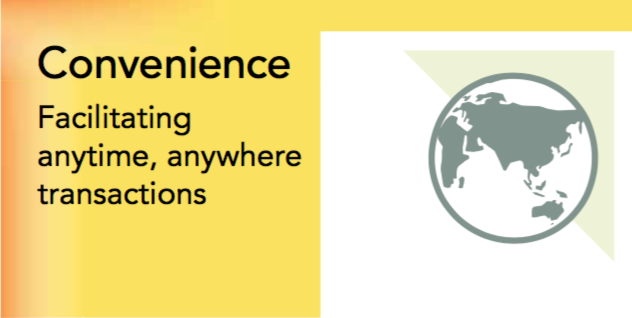 Convenience
Facilitating
anytime, anywhere
transactions